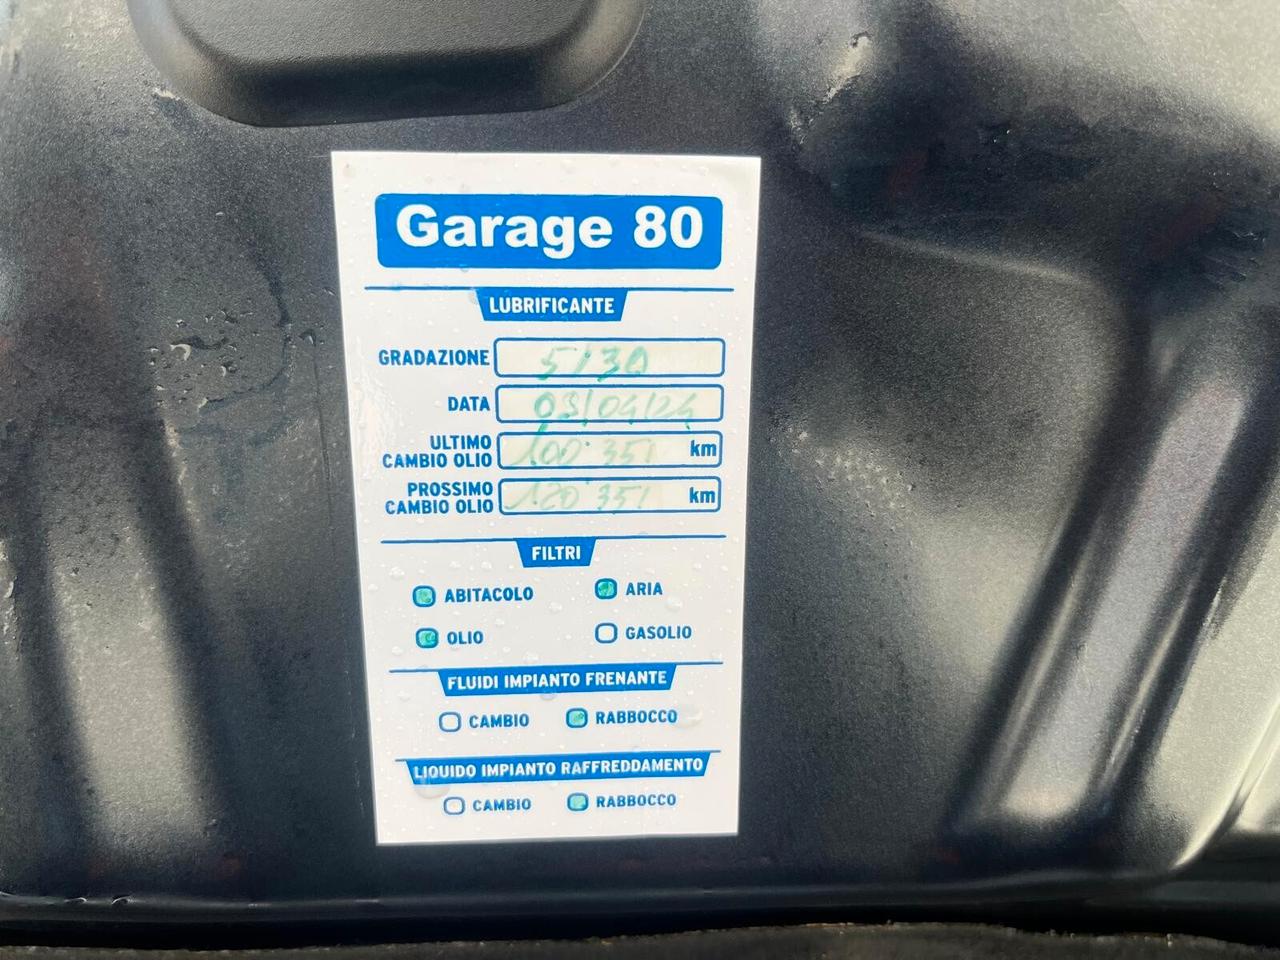 Garage 80
LUBRIFICANTE
GRADAZIONE 5/30
DATA 03/04/24
ULTIMO
CAMBIO OLIO 100'351 km
PROSSIMO
CAMBIO OLIO 120'351 km
FILTRI
ABITACOLO ARIA
OLIO GASOLIO
FLUIDI IMPIANTO FRENANTE
CAMBIO RABBOCCO
LIQUIDO IMPIANTO RAFFREDDAMENTO
CAMBIO RABBOCCO